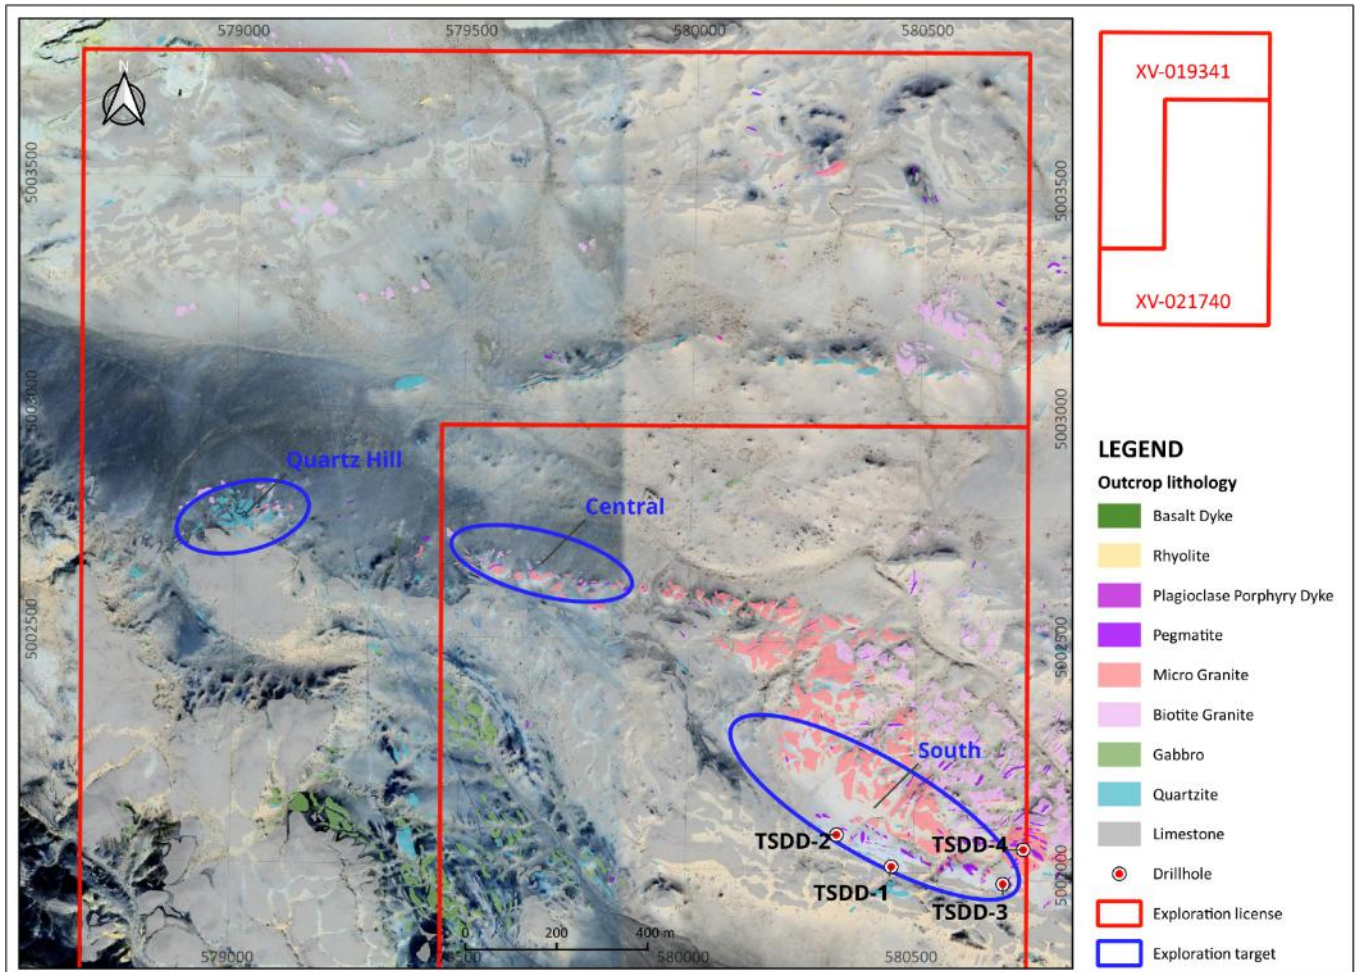 579000
579500
580000
580500
N
XV-019341
5003500
5003500
XV-021740
5003000
5003000
Quartz Hill
Central
LEGEND
Outcrop lithology
Basalt Dyke
Rhyolite
Plagioclase Porphyry Dyke
Pegmatite
Micro Granite
Biotite Granite
Gabbro
Quartzite
Limestone
Drillhole
Exploration license
Exploration target
5002500
5002500
South
TSDD-2
TSDD-4
TSDD-1
TSDD-3
5002000
0
200
400 m
579000
580000
580500